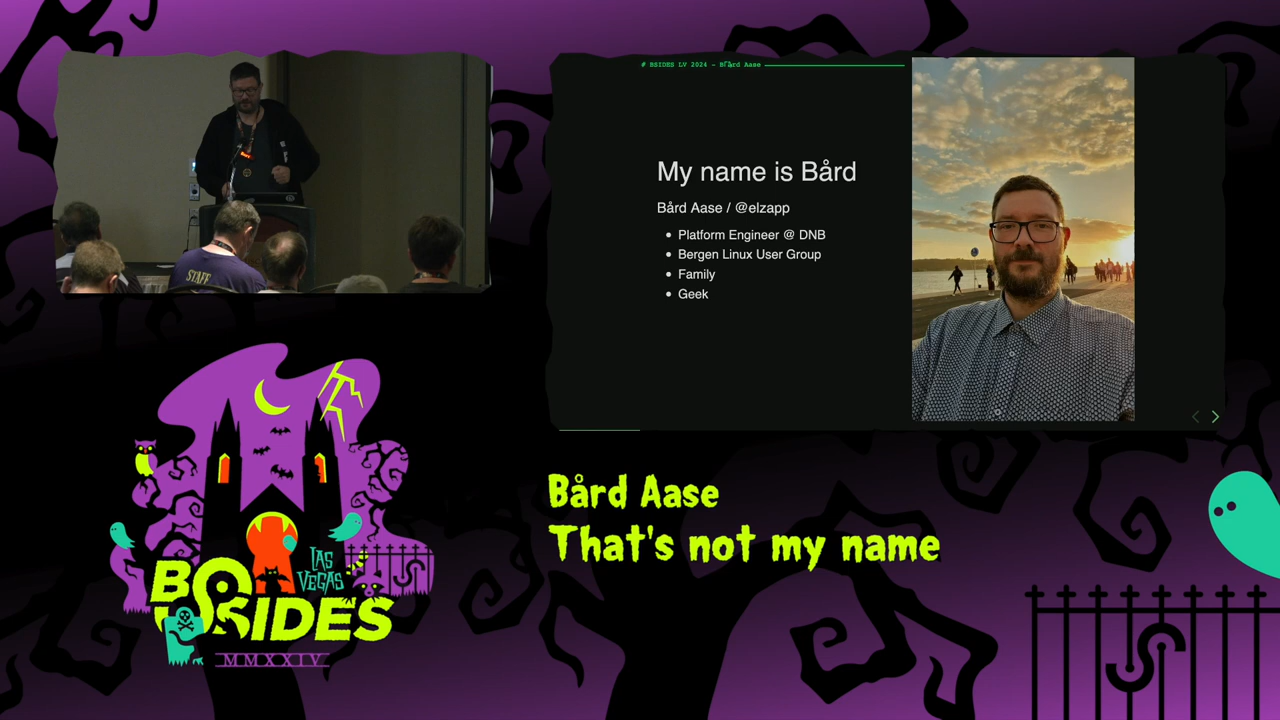 # BSIDES LV 2024 -
Aase
My name is Bård
Bård Aase / @elzapp
Platform Engineer @ DNB
Bergen Linux User Group
Family
Geek
STAFF
LAS
VEGAS
BSIDES
MMXXIV
Bård Aase
That's not my name